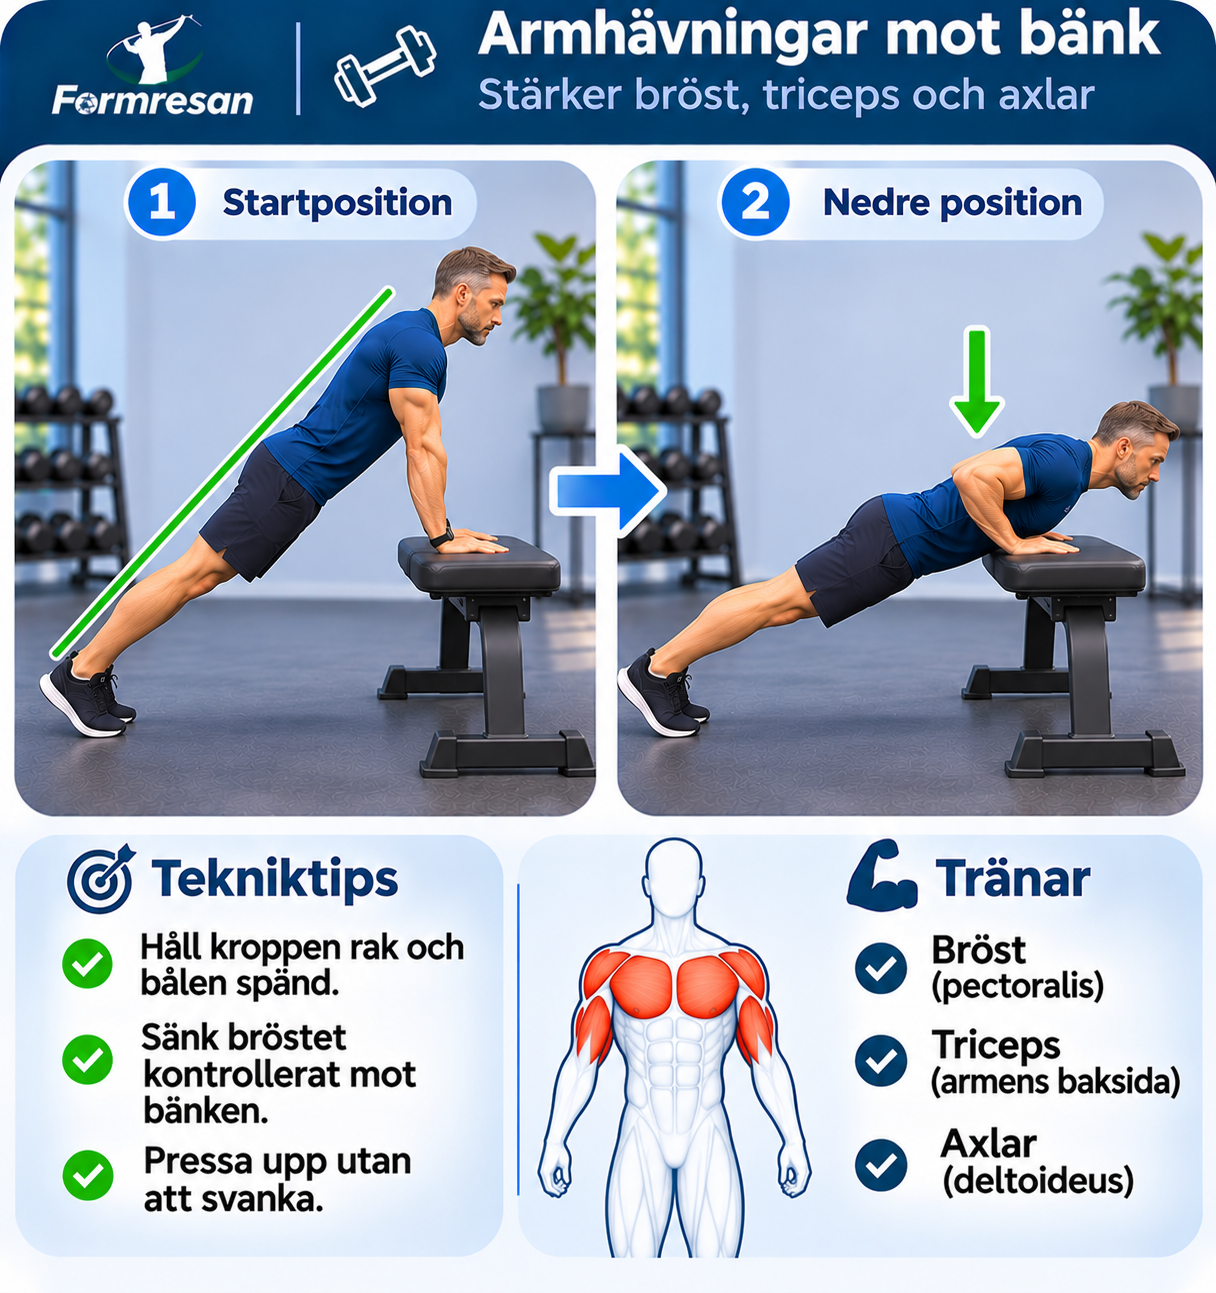 Formresan
Armhävningar mot bänk
Stärker bröst, triceps och axlar
1 Startposition
2 Nedre position
Tekniktips
Håll kroppen rak och
bålen spänd.
Sänk bröstet
kontrollerat mot
bänken.
Pressa upp utan
att svanka.
Tränar
Bröst
(pectoralis)
Triceps
(armens baksida)
Axlar
(deltoideus)